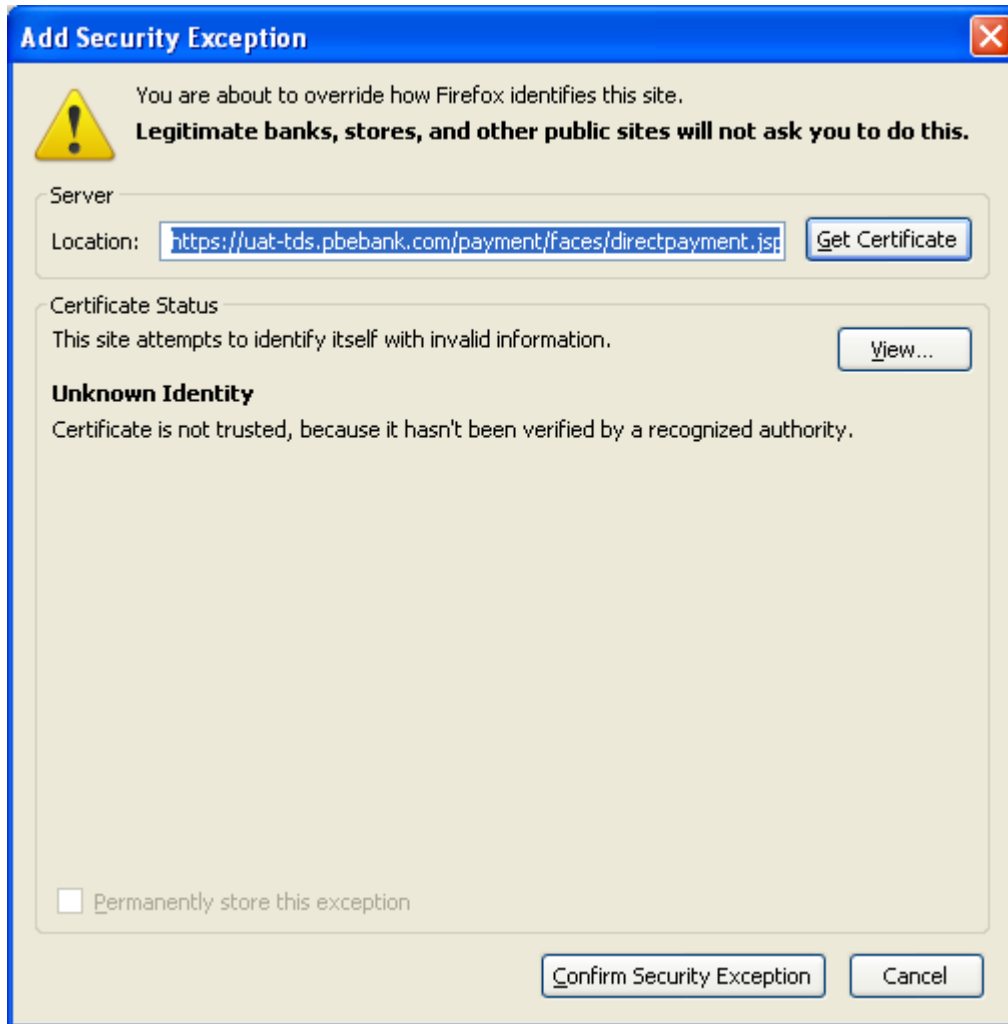 Add Security Exception
You are about to override how Firefox identifies this site.
Legitimate banks, stores, and other public sites will not ask you to do this.
Server
Location: https://uat-tds.pbebank.com/payment/faces/directpayment.jsp Get Certificate
Certificate Status
This site attempts to identify itself with invalid information.
View...
Unknown Identity
Certificate is not trusted, because it hasn't been verified by a recognized authority.
Permanently store this exception
Confirm Security Exception Cancel